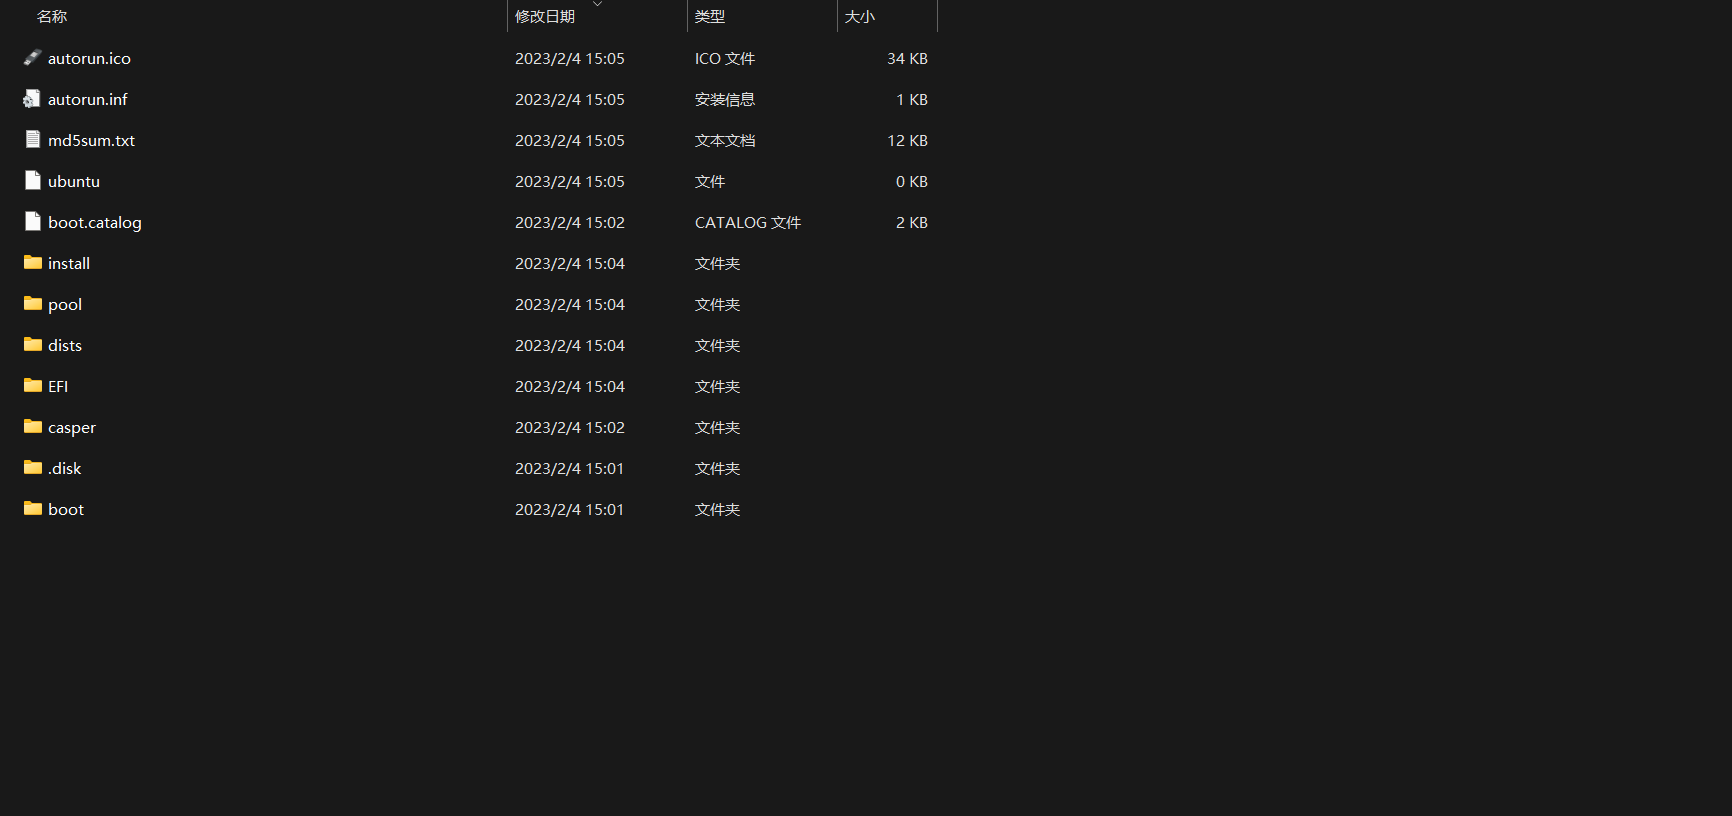 名称 修改日期 类型 大小
autorun.ico 2023/2/4 15:05 ICO 文件 34 KB
autorun.inf 2023/2/4 15:05 安装信息 1 KB
md5sum.txt 2023/2/4 15:05 文本文档 12 KB
ubuntu 2023/2/4 15:05 文件 0 KB
boot.catalog 2023/2/4 15:02 CATALOG 文件 2 KB
install 2023/2/4 15:04 文件夹
pool 2023/2/4 15:04 文件夹
dists 2023/2/4 15:04 文件夹
EFI 2023/2/4 15:04 文件夹
casper 2023/2/4 15:02 文件夹
.disk 2023/2/4 15:01 文件夹
boot 2023/2/4 15:01 文件夹